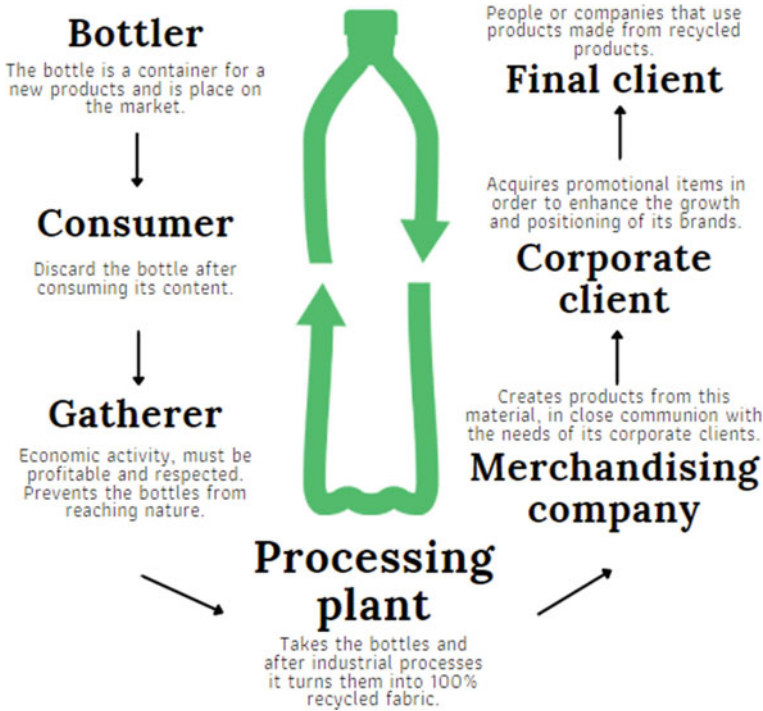 Bottler
The bottle is a container for a
new products and is place on
the market.
Consumer
Discard the bottle after
consuming its content.
Gatherer
Economic activity, must be
profitable and respected.
Prevents the bottles from
reaching nature.
Processing
plant
Takes the bottles and
after industrial processes
it turns them into 100%
recycled fabric.
Creates products from this
material, in close communion with
the needs of its corporate clients.
Merchandising
company
Acquires promotional items in
order to enhance the growth
and positioning of its brands.
Corporate
client
People or companies that use
products made from recycled
products.
Final client